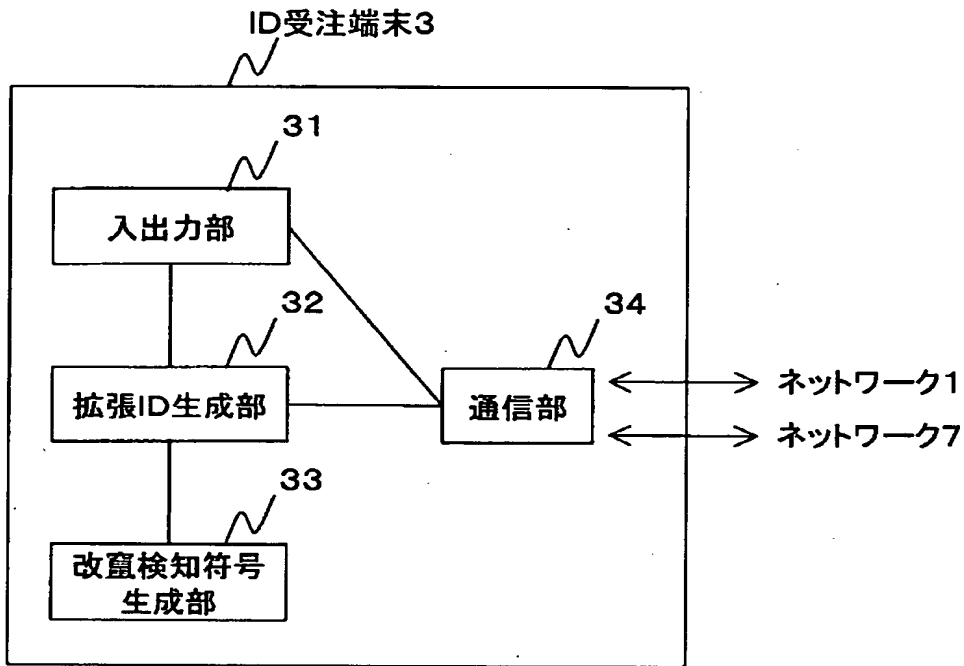 ID受注端末3
31
入出力部
32
34
拡張ID生成部
通信部
ネットワーク1
ネットワーク7
33
改竄検知符号
生成部